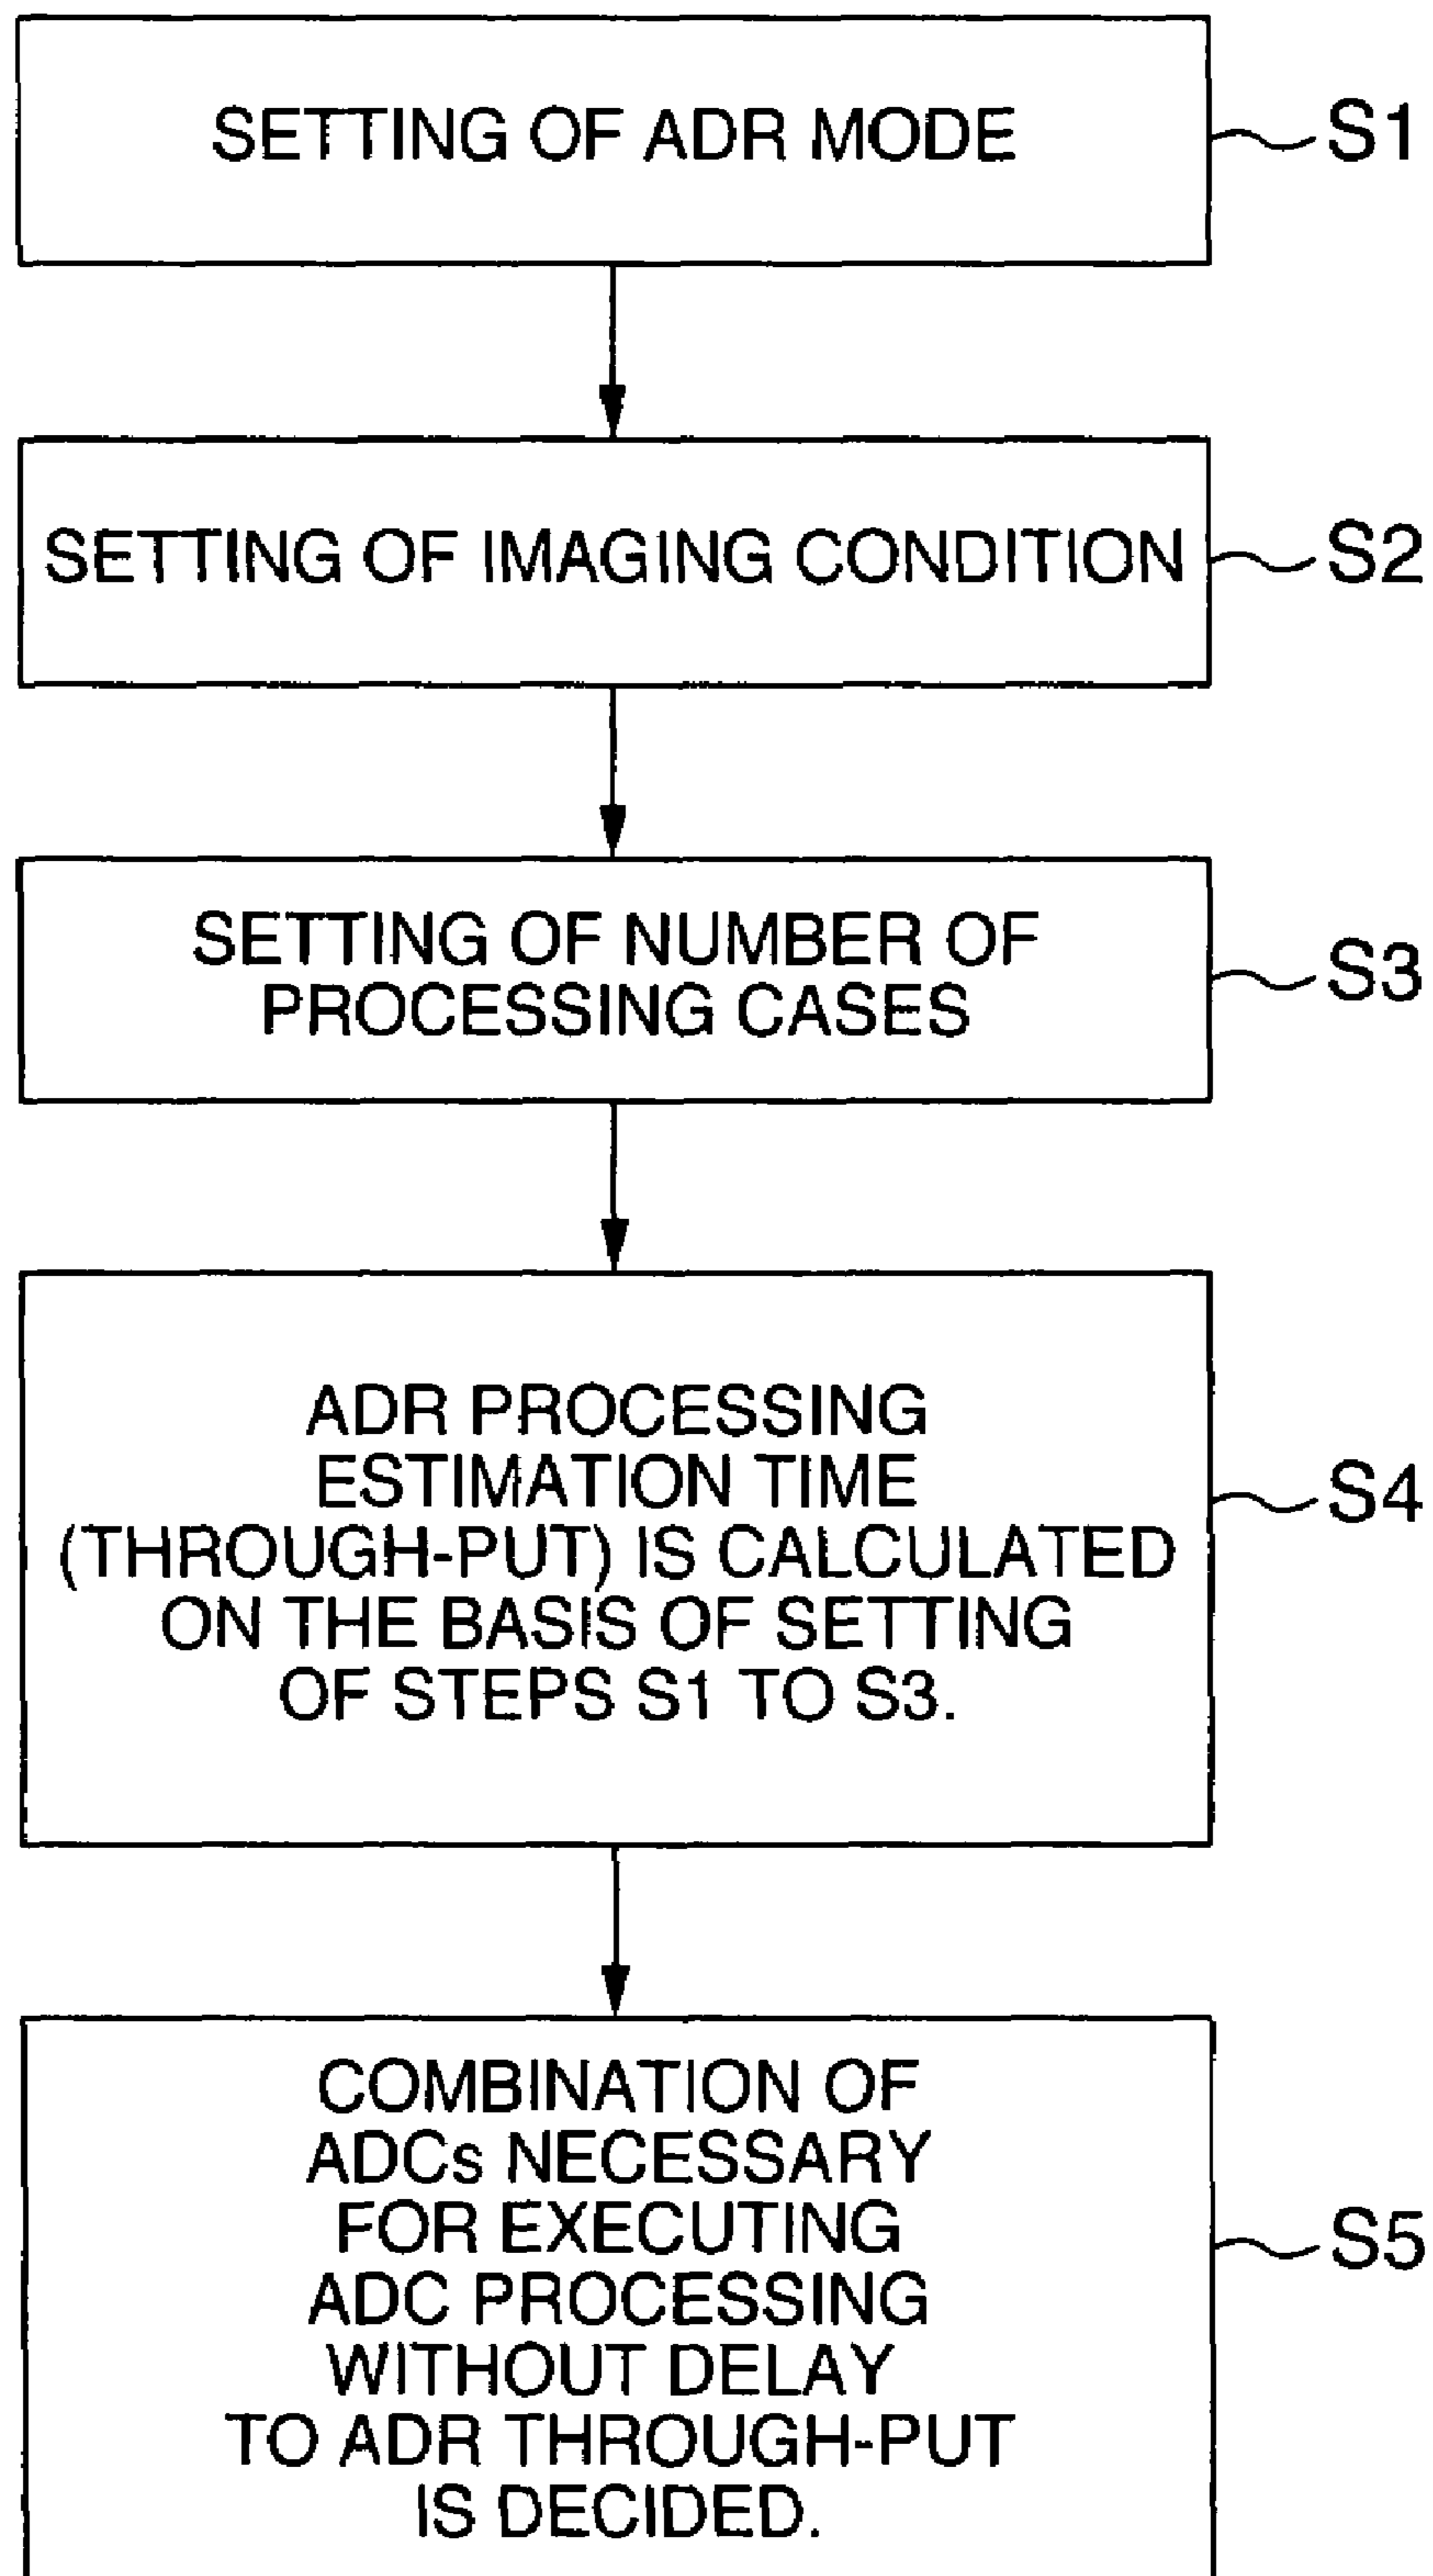 SETTING OF ADR MODE
S1
SETTING OF IMAGING CONDITION
S2
SETTING OF NUMBER OF
PROCESSING CASES
S3
ADR PROCESSING
ESTIMATION TIME
(THROUGH-PUT) IS CALCULATED
ON THE BASIS OF SETTING
OF STEPS S1 TO S3.
S4
COMBINATION OF
ADCs NECESSARY
FOR EXECUTING
ADC PROCESSING
WITHOUT DELAY
TO ADR THROUGH-PUT
IS DECIDED.
S5